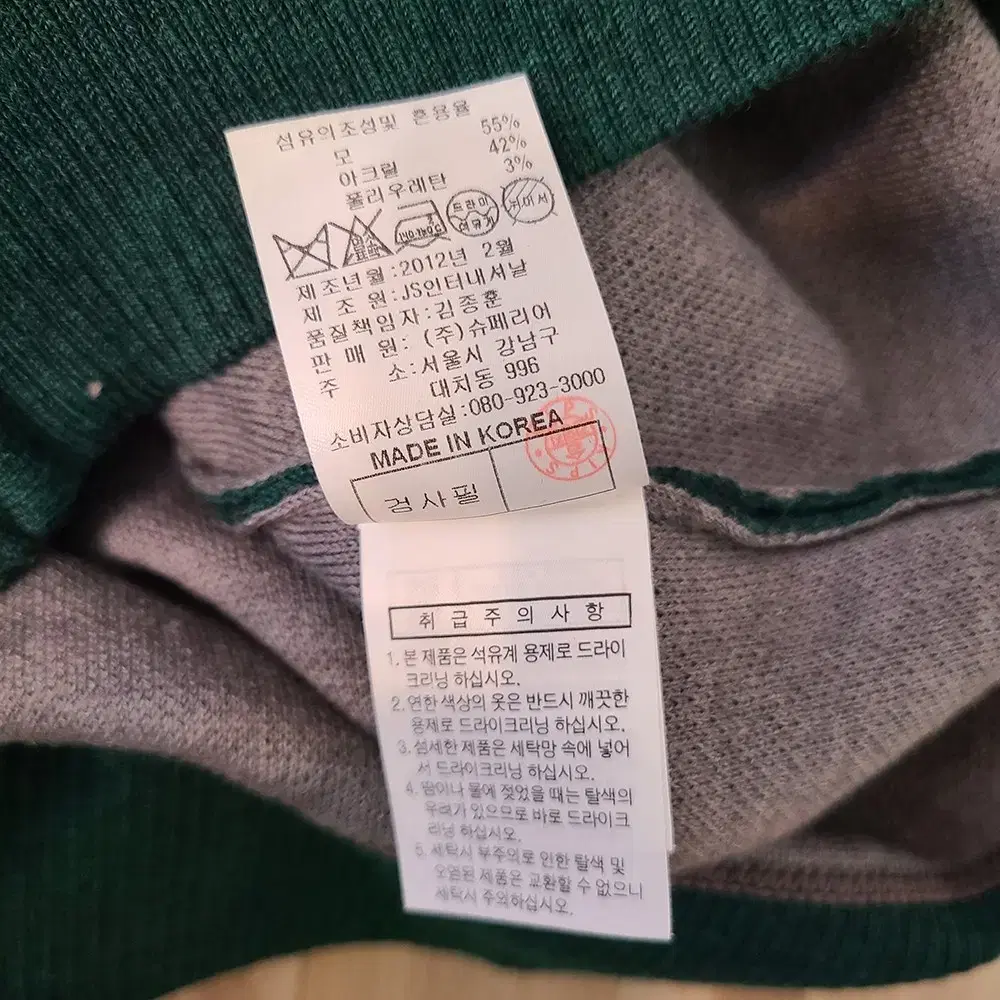 섬유의조성및 혼용율
모 55%
아크릴 42%
폴리우레탄 3%
드라이
제조년월:2012년 2월
제 조 원:JS인터내셔날
품질책임자:김종훈
판 매 원: (주)슈페리어
주 소:서울시 강남구
대치동 996
소비자상담실:080-923-3000
MADE IN KOREA
검사필
취 급 주 의 사 항
1. 본 제품은 석유계 용제로 드라이
크리닝 하십시오.
2. 연한 색상의 옷은 반드시 깨끗한
용제로 드라이크리닝 하십시오.
3. 섬세한 제품은 세탁망 속에 넣어
서 드라이크리닝 하십시오.
4. 땀이나 물에 젖었을 때는 탈색의
우려가 있으므로 바로 드라이크
리닝 하십시오.
5. 세탁시 부주의로 인한 탈색 및
오염된 제품은 교환할 수 없으니
세탁시 주의하십시오.